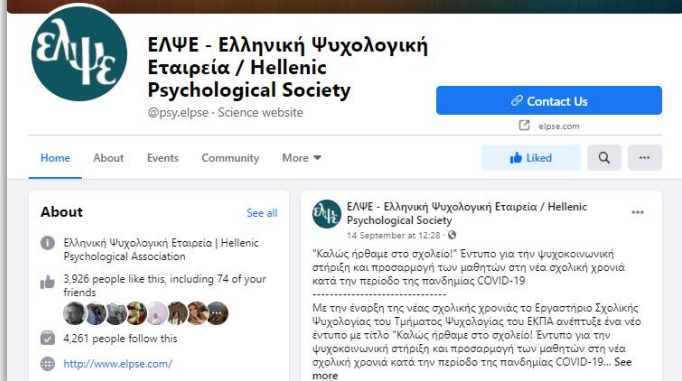 ελψε
ΕΛΨΕ - Ελληνική Ψυχολογική
Εταιρεία / Hellenic
Psychological Society
@psy.elpse · Science website
Contact Us
elpse.com
Home About Events Community More
Liked
About
See all
Ελληνική Ψυχολογική Εταιρεία | Hellenic
Psychological Association
3,926 people like this, including 74 of your
friends
4,261 people follow this
http://www.elpse.com/
ελψε
ΕΛΨΕ - Ελληνική Ψυχολογική Εταιρεία / Hellenic
Psychological Society
14 September at 12:28 ·
"Καλώς ήρθαμε στο σχολείο!" Έντυπο για την ψυχοκοινωνική
στήριξη και προσαρμογή των μαθητών στη νέα σχολική χρονιά
κατά την περίοδο της πανδημίας COVID-19
-------------------------------
Με την έναρξη της νέας σχολικής χρονιάς το Εργαστήριο Σχολικής
Ψυχολογίας του Τμήματος Ψυχολογίας του ΕΚΠΑ ανέπτυξε ένα νέο
έντυπο με τίτλο "Καλώς ήρθαμε στο σχολείο! Έντυπο για την
ψυχοκοινωνική στήριξη και προσαρμογή των μαθητών στη νέα
σχολική χρονιά κατά την περίοδο της πανδημίας COVID-19... See
more